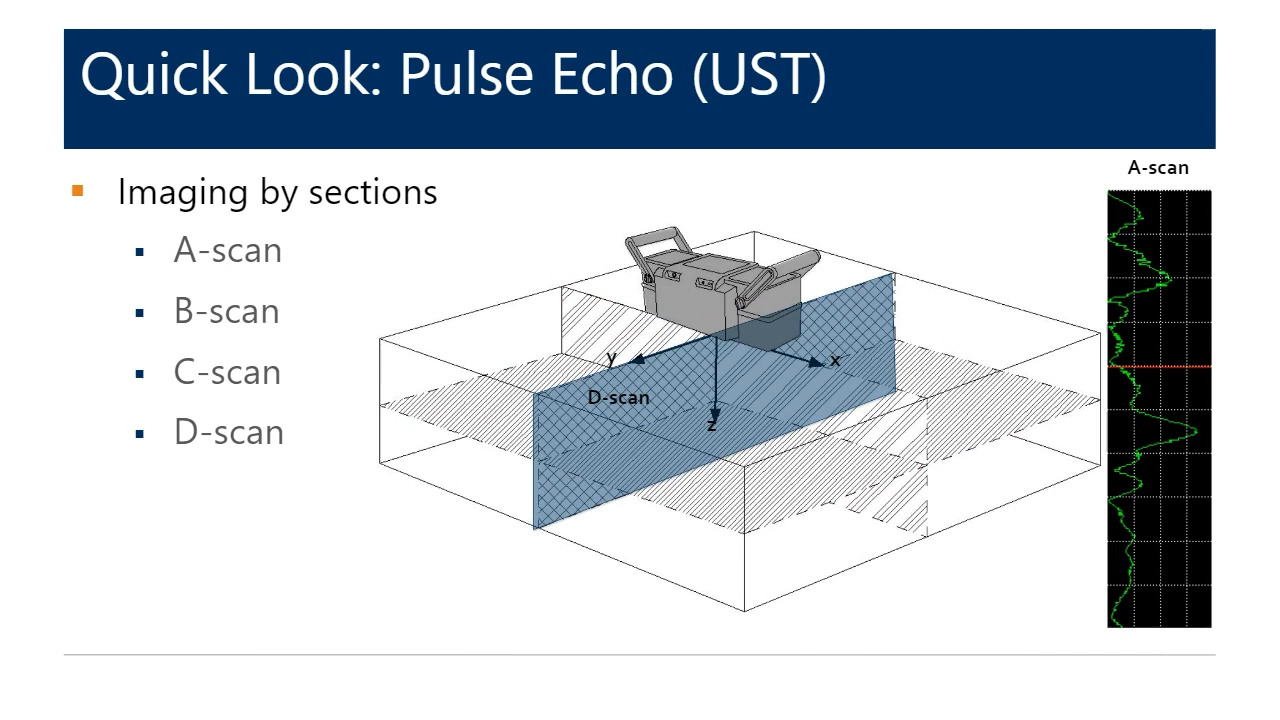 Quick Look: Pulse Echo (UST)
Imaging by sections
A-scan
B-scan
C-scan
D-scan
A-scan
y
x
D-scan
z